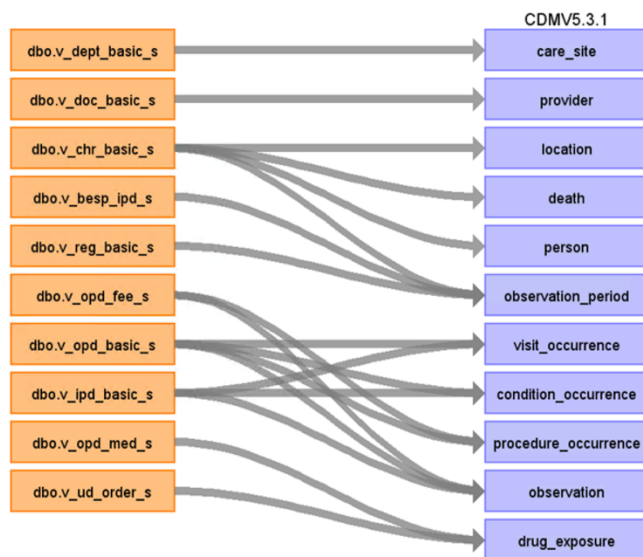 CDMV5.3.1
dbo.v_dept_basic_s
care_site
dbo.v_doc_basic_s
provider
dbo.v_chr_basic_s
location
dbo.v_besp_ipd_s
death
dbo.v_reg_basic_s
person
dbo.v_opd_fee_s
observation_period
dbo.v_opd_basic_s
visit_occurrence
dbo.v_ipd_basic_s
condition_occurrence
dbo.v_opd_med_s
procedure_occurrence
dbo.v_ud_order_s
observation
drug_exposure